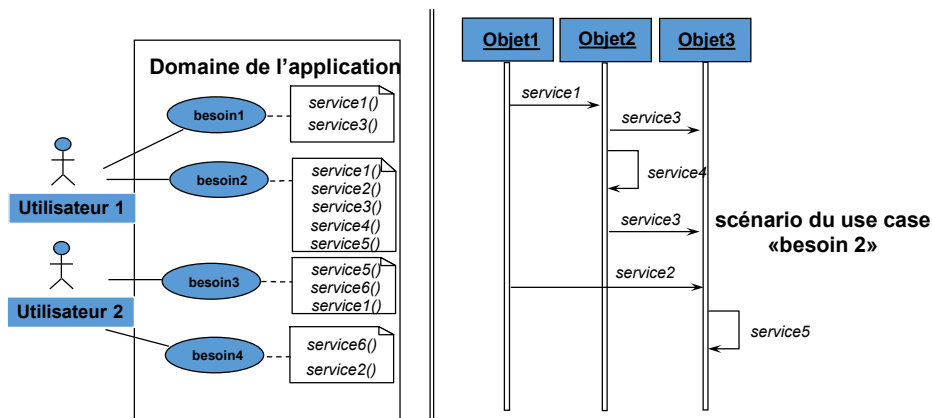 Domaine de l'application
besoin1
service1()
service3()
besoin2
service1()
service2()
service3()
service4()
service5()
Utilisateur 1
besoin3
service5()
service6()
service1()
Utilisateur 2
besoin4
service6()
service2()
Objet1
Objet2
Objet3
service1
service3
service4
service3
scénario du use case
«besoin 2»
service2
service5